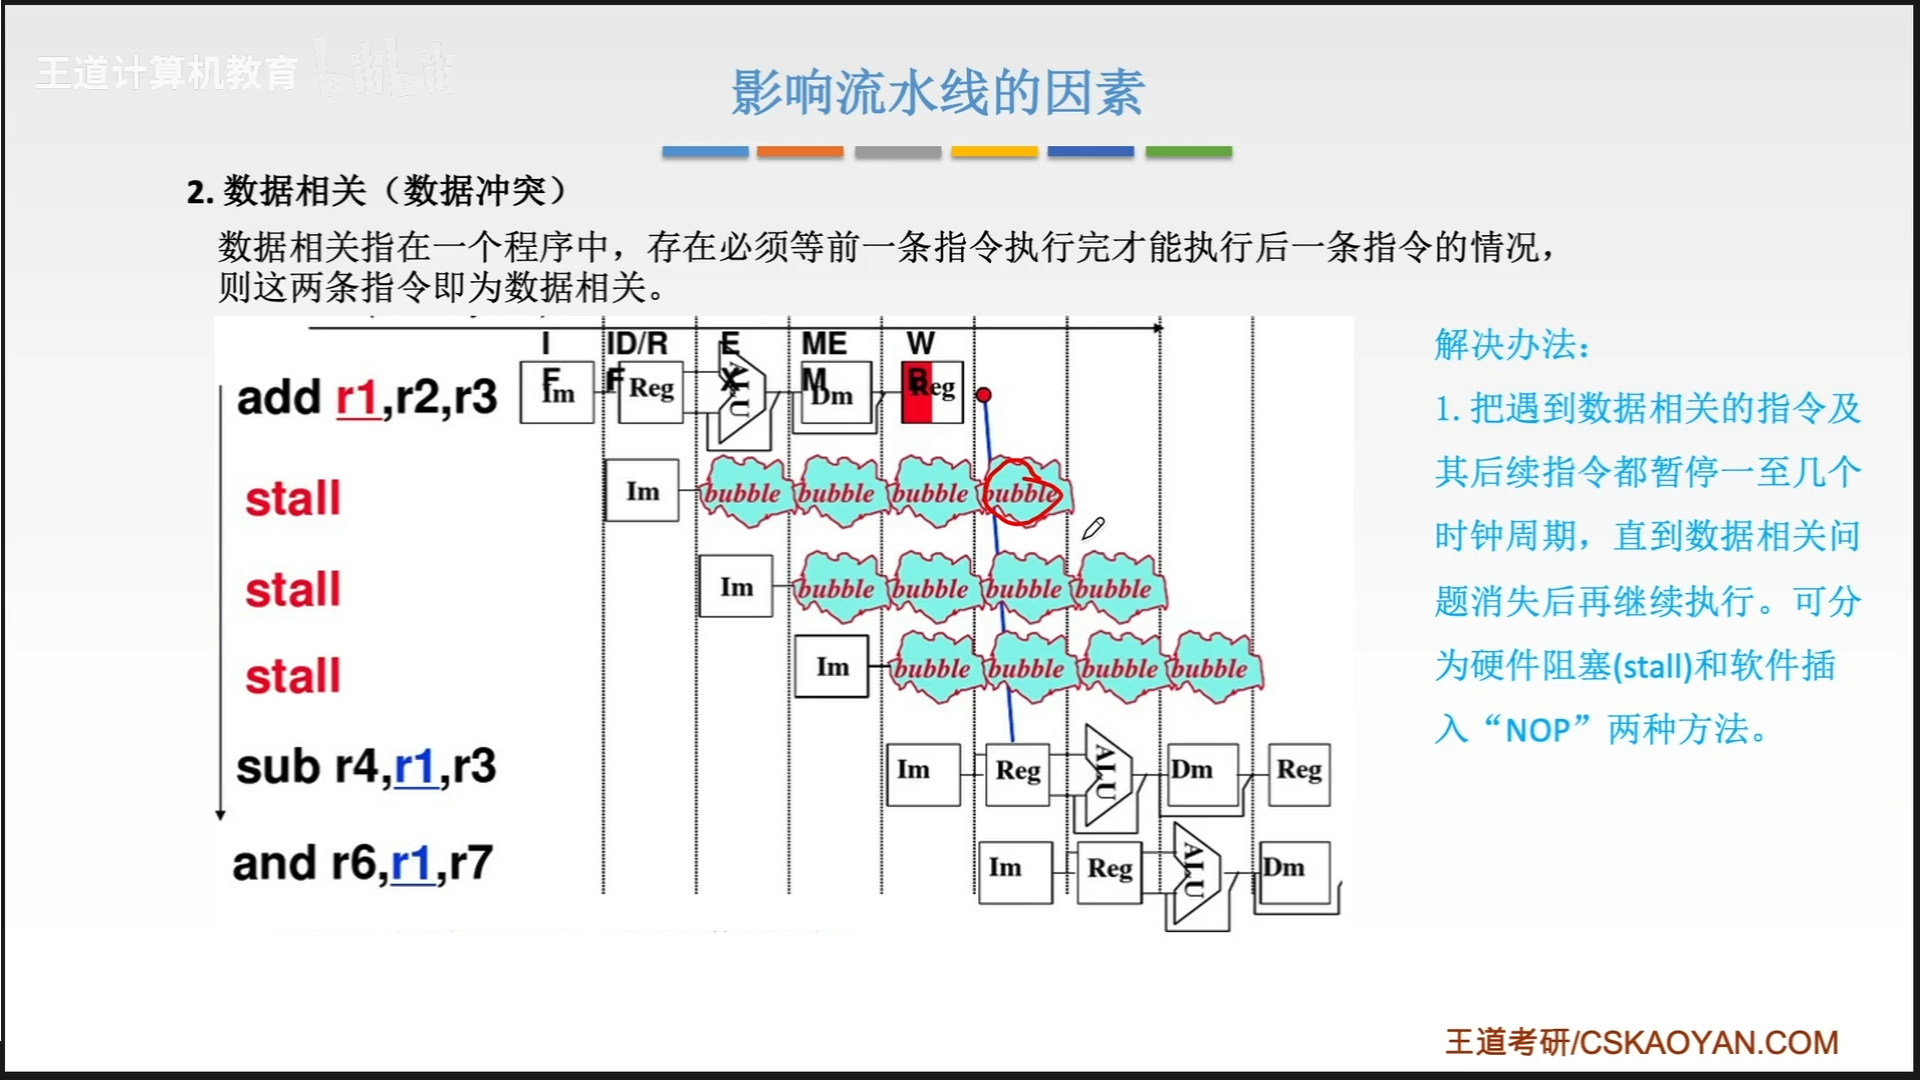 王道计算机教育 bilibili
影响流水线的因素
2. 数据相关（数据冲突）
数据相关指在一个程序中，存在必须等前一条指令执行完才能执行后一条指令的情况，
则这两条指令即为数据相关。
IF ID/RF EX MEM WB
add r1,r2,r3 Im Reg ALU Dm Reg
stall Im bubble bubble bubble bubble
stall Im bubble bubble bubble bubble
stall Im bubble bubble bubble bubble
sub r4,r1,r3 Im Reg ALU Dm Reg
and r6,r1,r7 Im Reg ALU Dm
解决办法：
1. 把遇到数据相关的指令及
其后续指令都暂停一至几个
时钟周期，直到数据相关问
题消失后再继续执行。可分
为硬件阻塞(stall)和软件插
入“NOP”两种方法。
王道考研/CSKAOYAN.COM